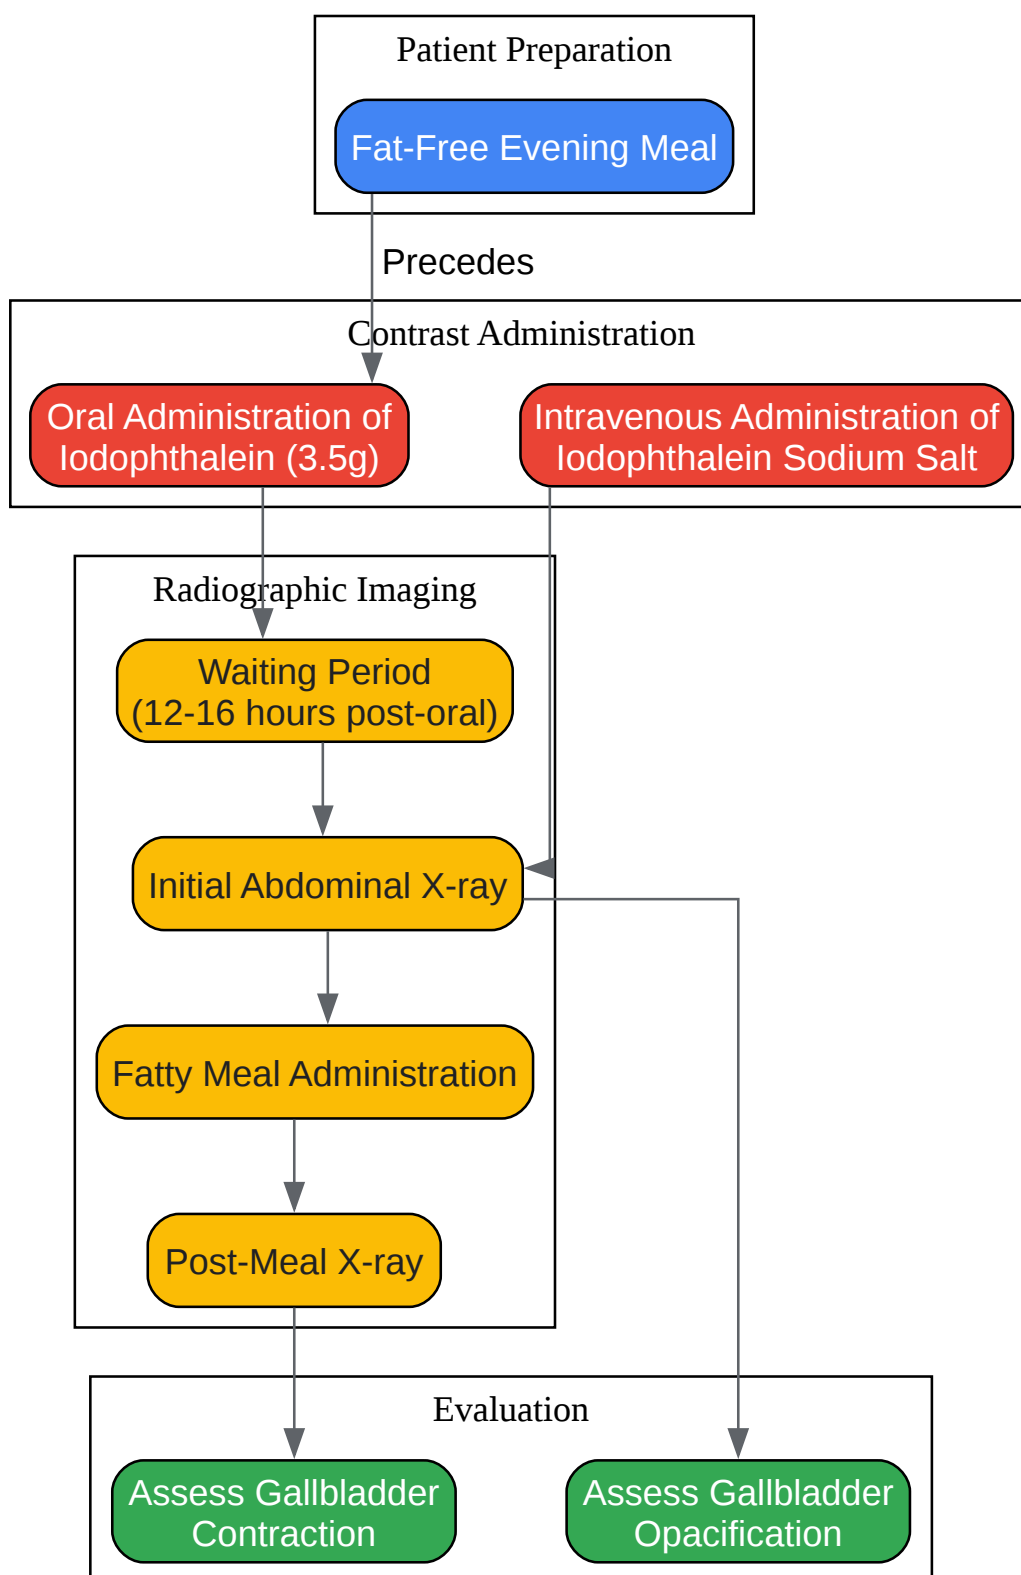 Patient Preparation
Fat-Free Evening Meal
Precedes
Contrast Administration
Oral Administration of
Iodophthalein (3.5g)
Intravenous Administration of
Iodophthalein Sodium Salt
Radiographic Imaging
Waiting Period
(12-16 hours post-oral)
Initial Abdominal X-ray
Fatty Meal Administration
Post-Meal X-ray
Evaluation
Assess Gallbladder
Contraction
Assess Gallbladder
Opacification